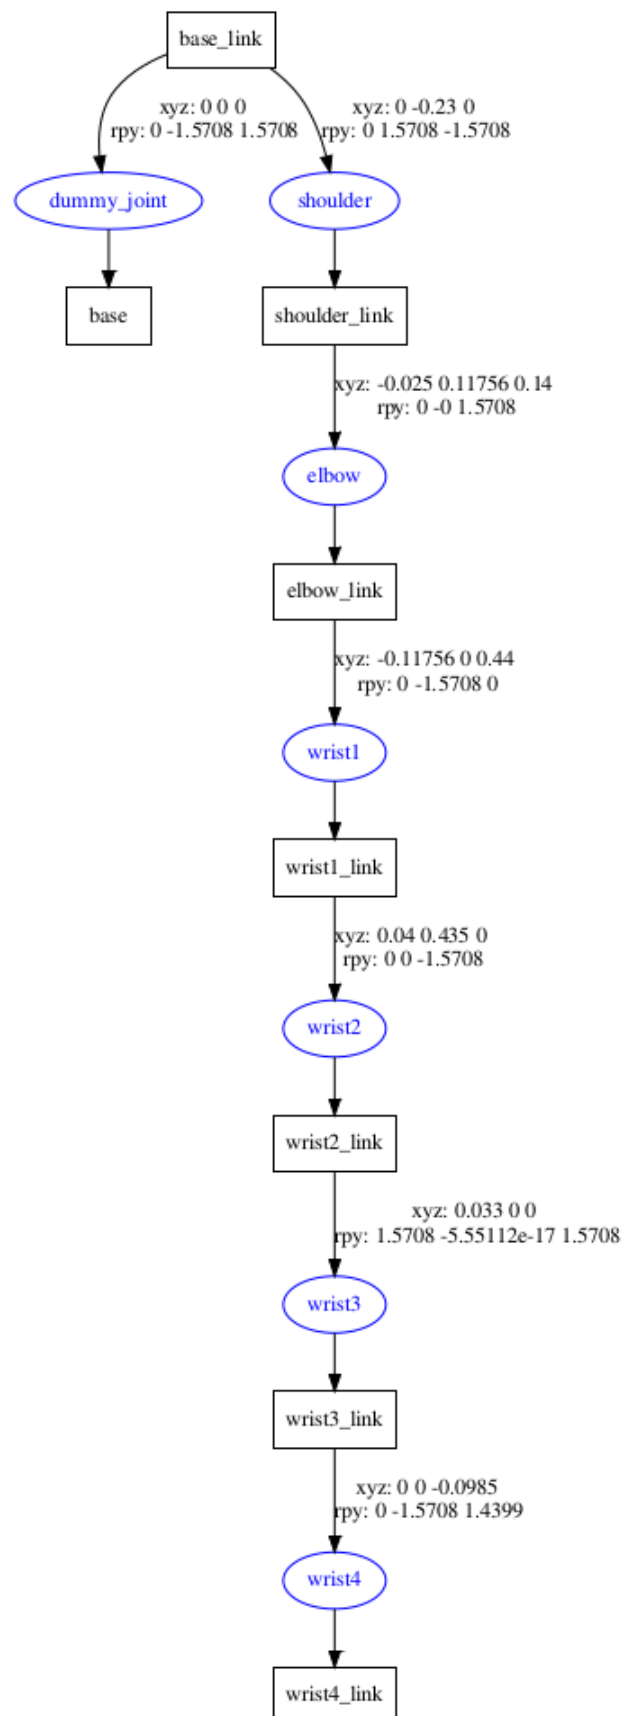 base_link
xyz: 0 0 0
rpy: 0 -1.5708 1.5708
xyz: 0 -0.23 0
rpy: 0 1.5708 -1.5708
dummy_joint
shoulder
base
shoulder_link
xyz: -0.025 0.11756 0.14
rpy: 0 -0 1.5708
elbow
elbow_link
xyz: -0.11756 0 0.44
rpy: 0 -1.5708 0
wrist1
wrist1_link
xyz: 0.04 0.435 0
rpy: 0 0 -1.5708
wrist2
wrist2_link
xyz: 0.033 0 0
rpy: 1.5708 -5.55112e-17 1.5708
wrist3
wrist3_link
xyz: 0 0 -0.0985
rpy: 0 -1.5708 1.4399
wrist4
wrist4_link